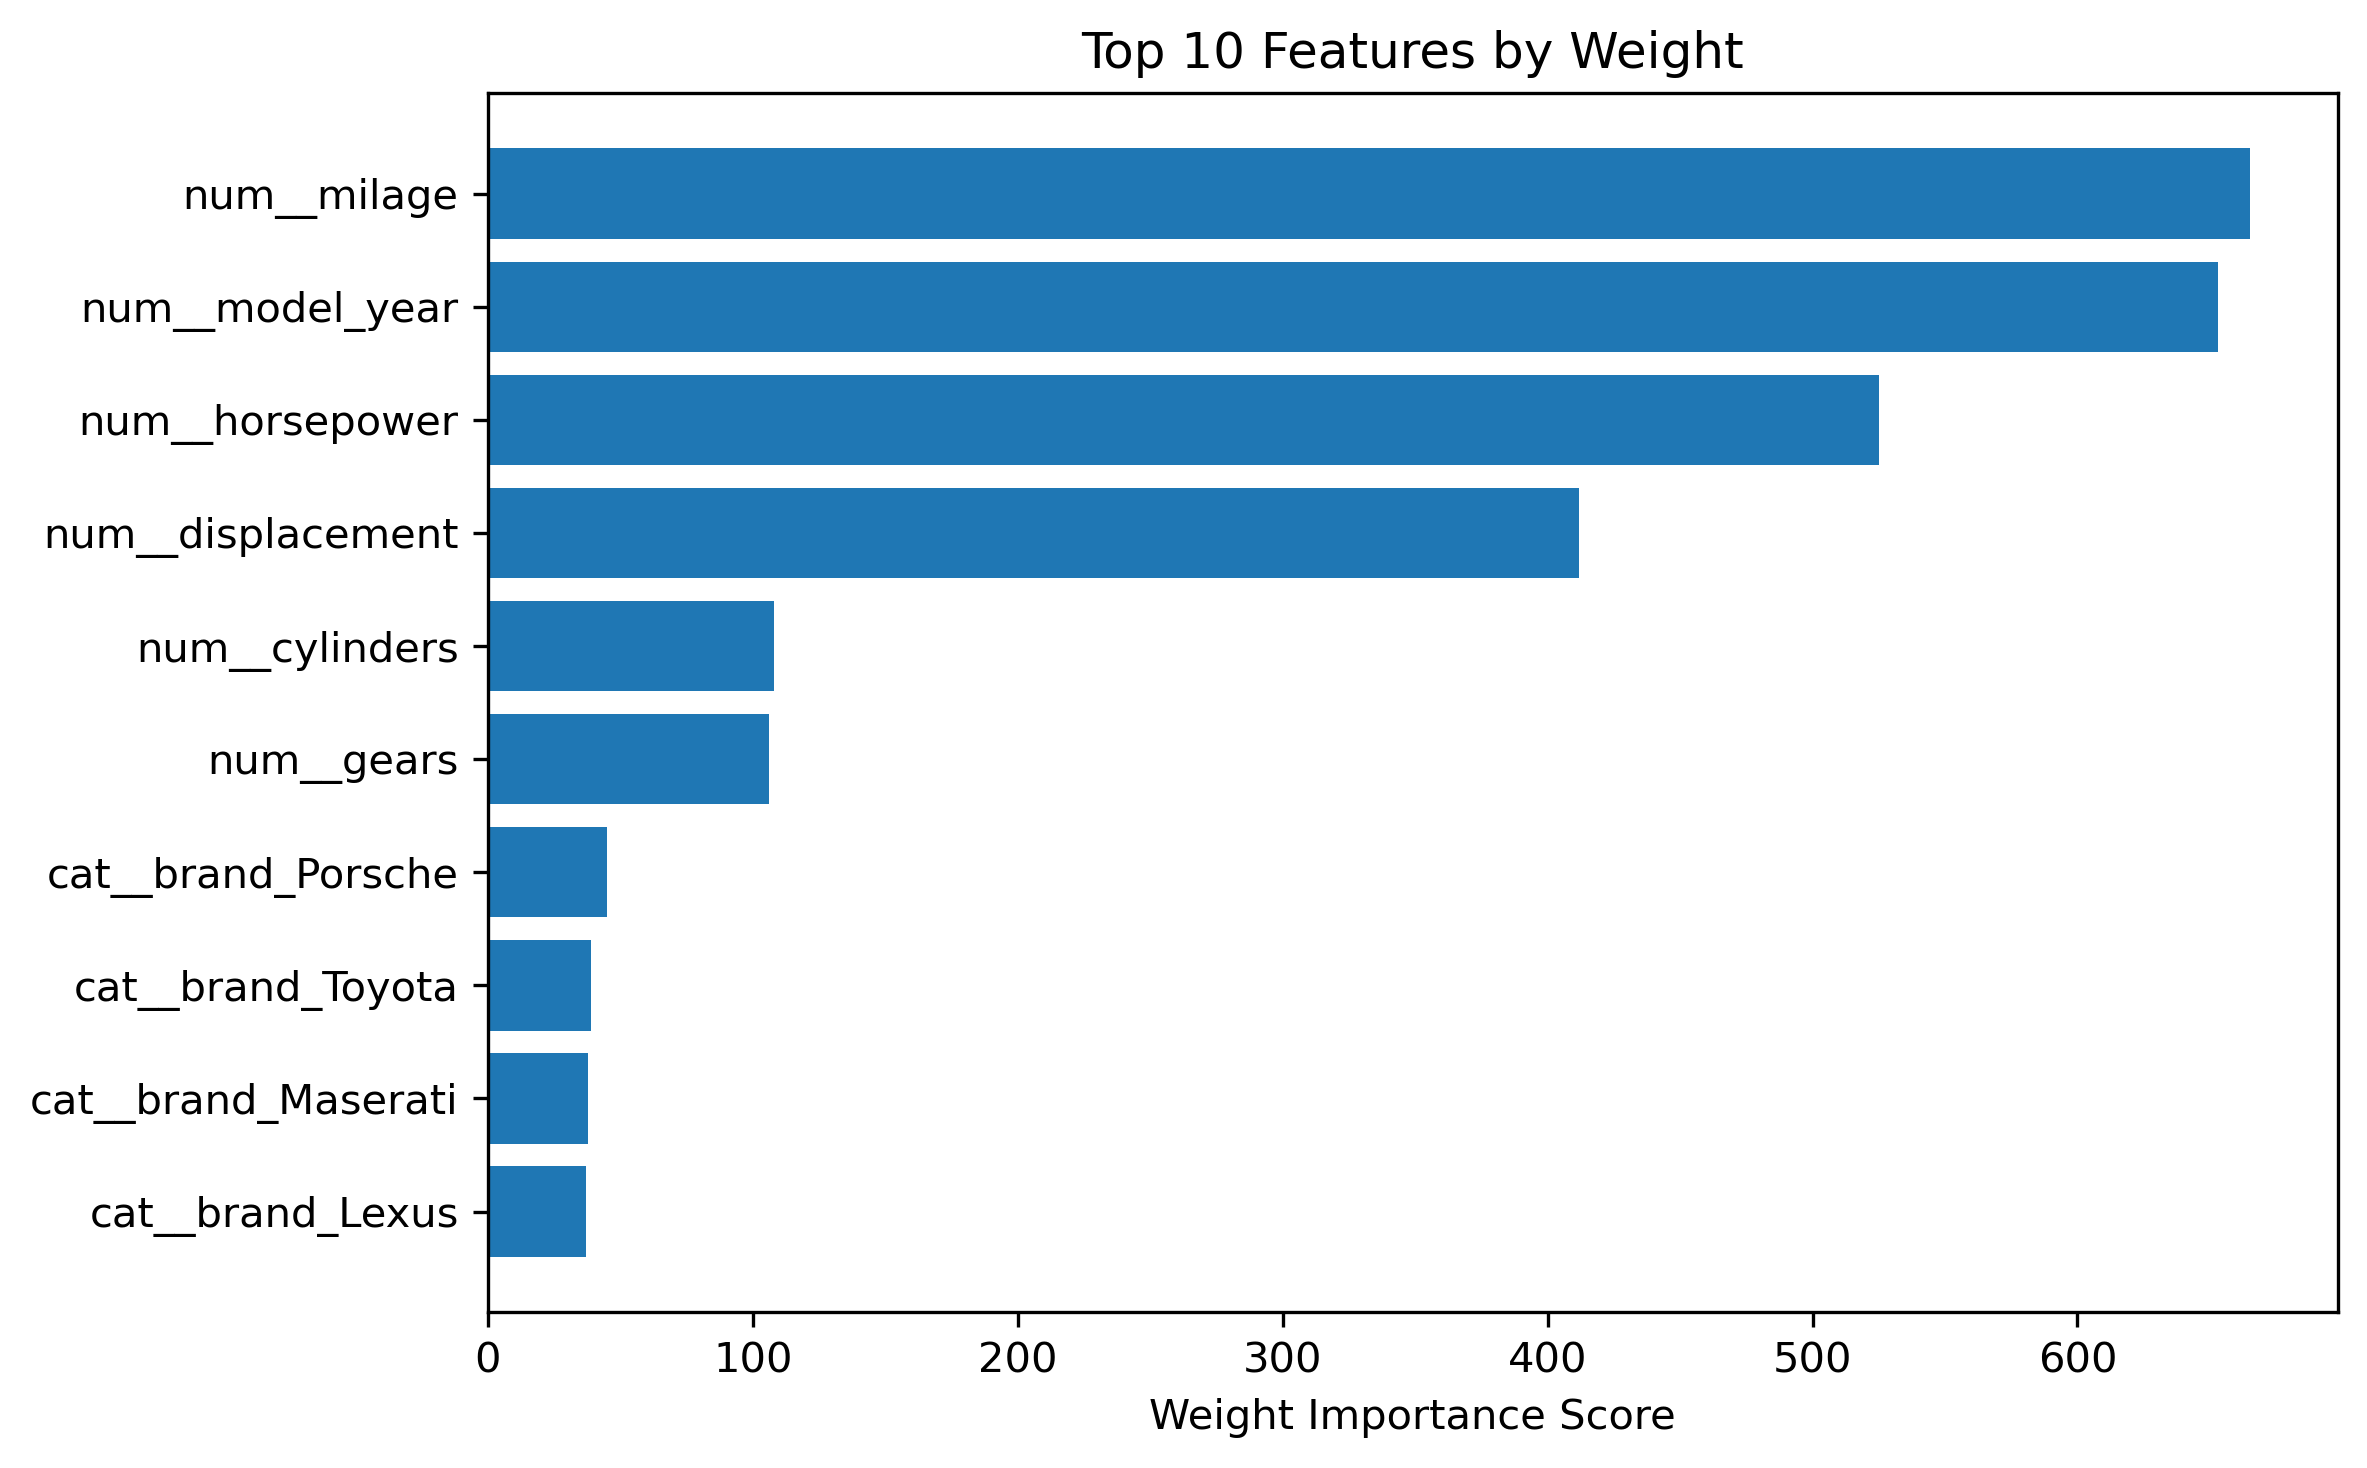 Top 10 Features by Weight
num__milage
num__model_year
num__horsepower
num__displacement
num__cylinders
num__gears
cat__brand_Porsche
cat__brand_Toyota
cat__brand_Maserati
cat__brand_Lexus
0 100 200 300 400 500 600
Weight Importance Score